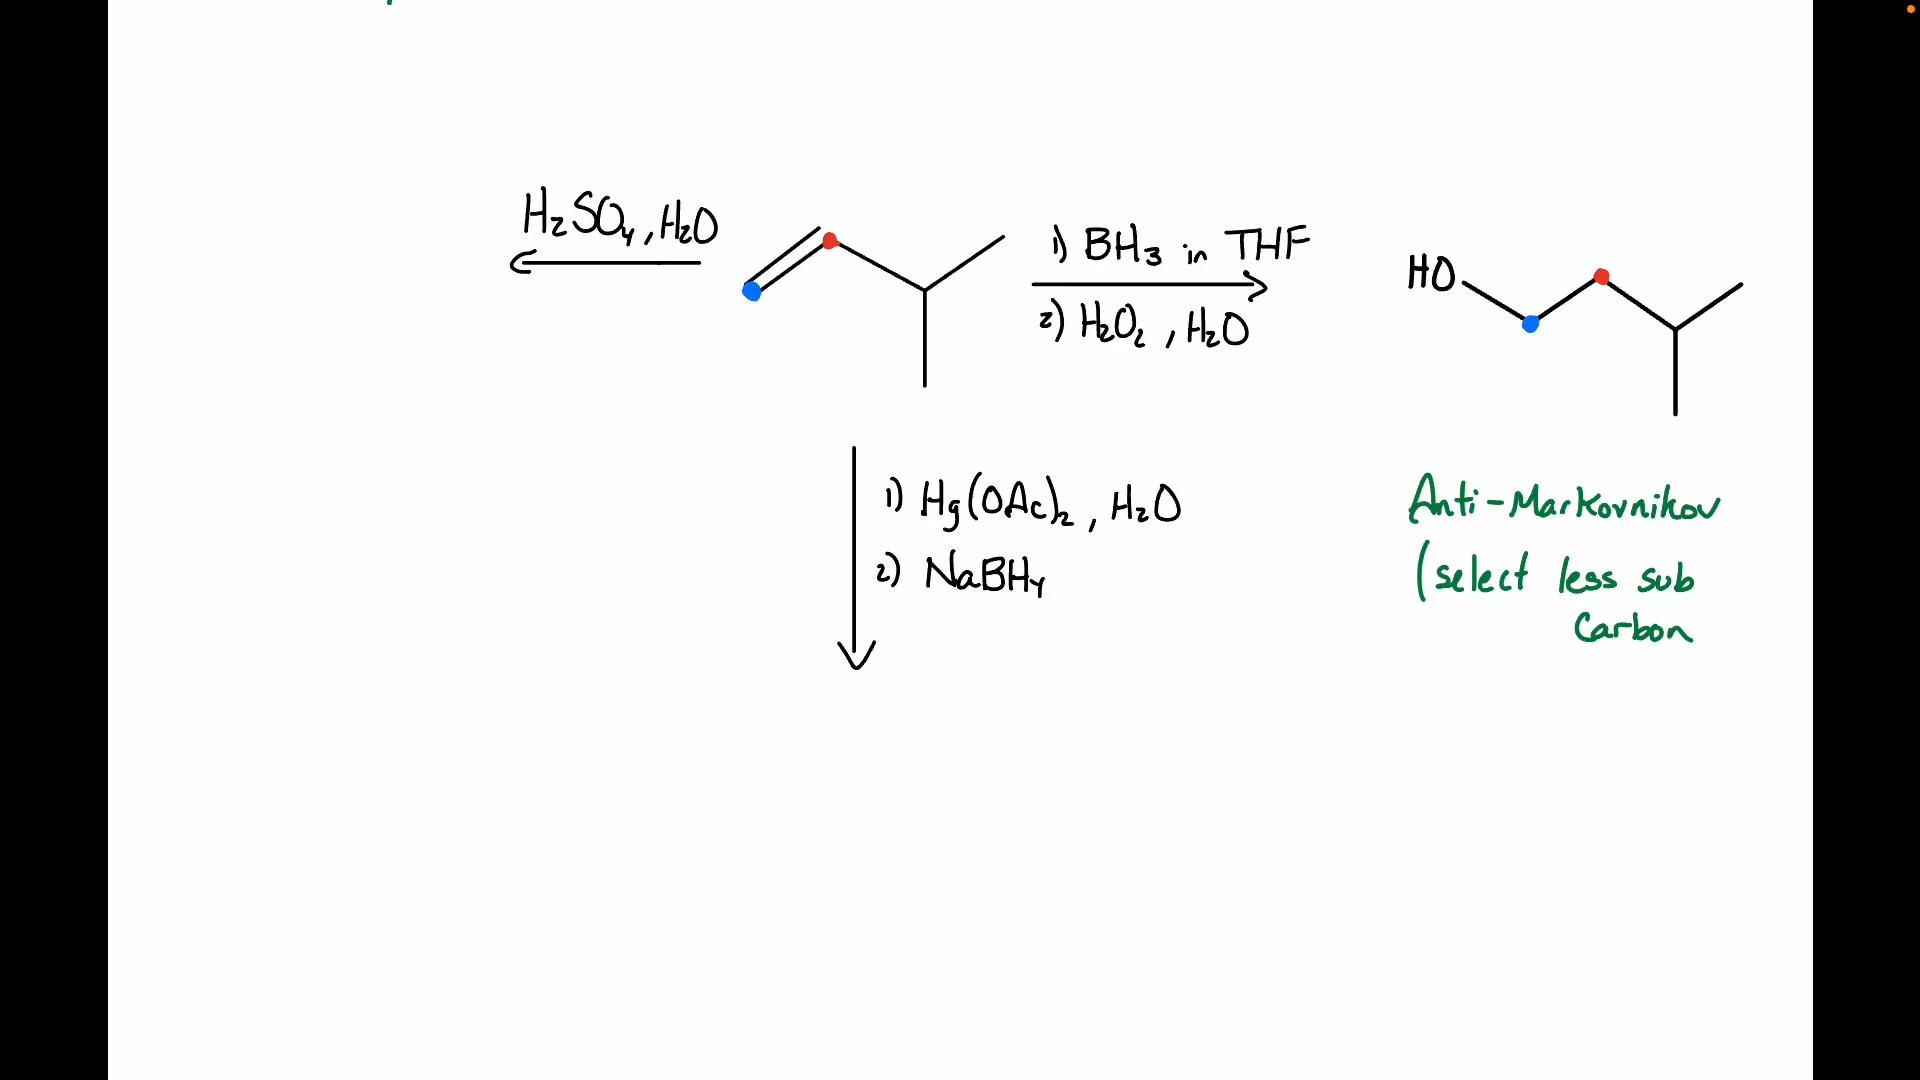 H₂SO₄, H₂O
1) BH₃ in THF
2) H₂O₂, H₂O
HO
1) Hg(OAc)₂, H₂O
2) NaBH₄
Anti-Markovnikov
(select less sub
Carbon